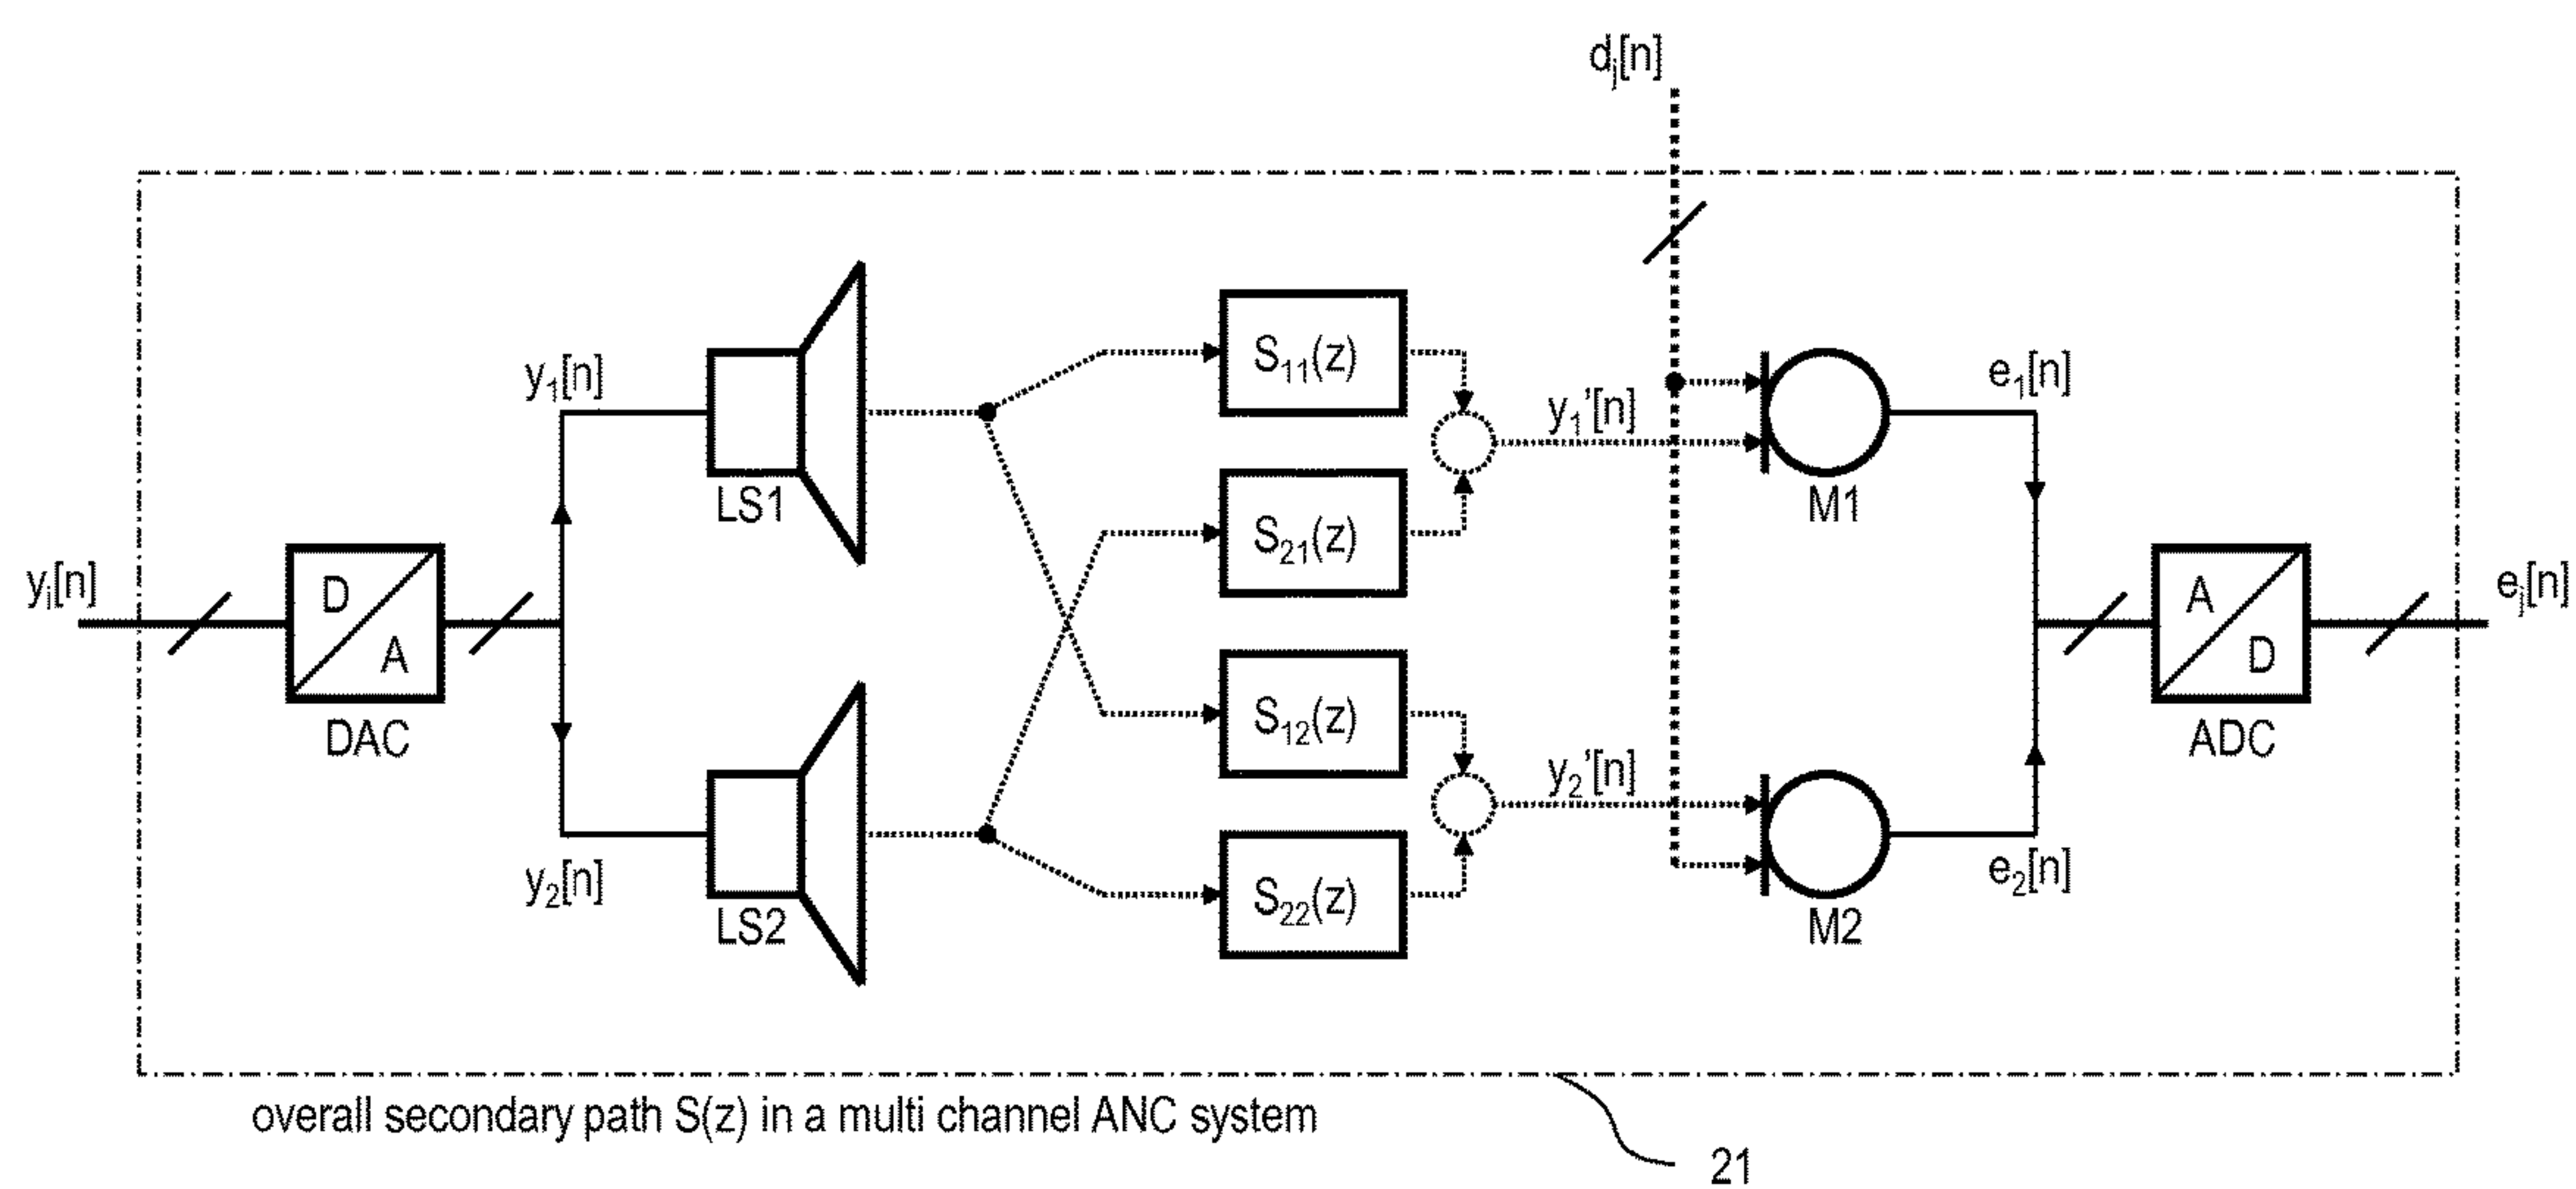 dj[n]
y1[n]
S11(z)
y1'[n]
e1[n]
LS1
M1
S21(z)
yi[n]
D
A
DAC
A
D
ADC
ej[n]
S12(z)
y2'[n]
y2[n]
LS2
S22(z)
e2[n]
M2
overall secondary path S(z) in a multi channel ANC system
21